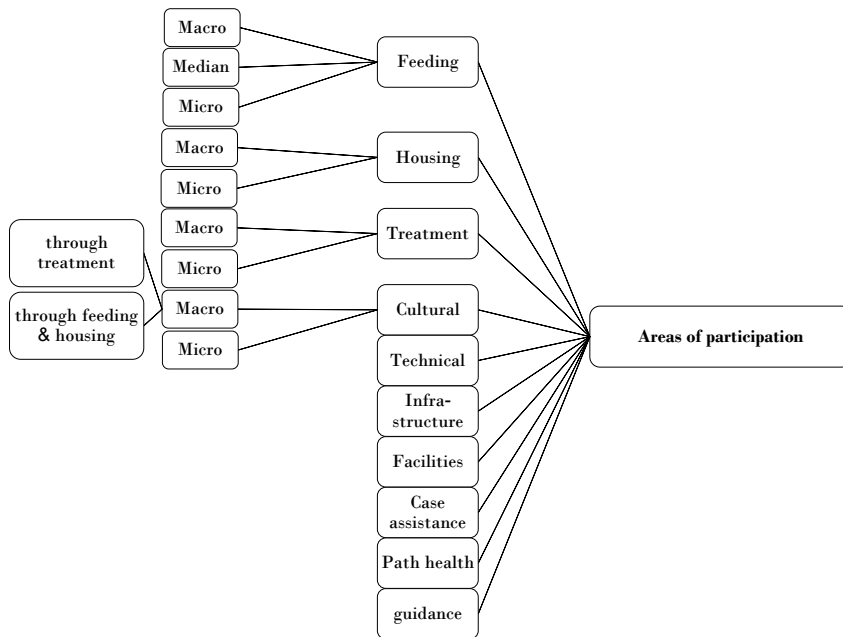 Macro
Median
Micro
Feeding
Macro
Micro
Housing
Macro
Micro
Treatment
through
treatment
through feeding
& housing
Macro
Micro
Cultural
Technical
Infra-
structure
Facilities
Case
assistance
Path health
guidance
Areas of participation